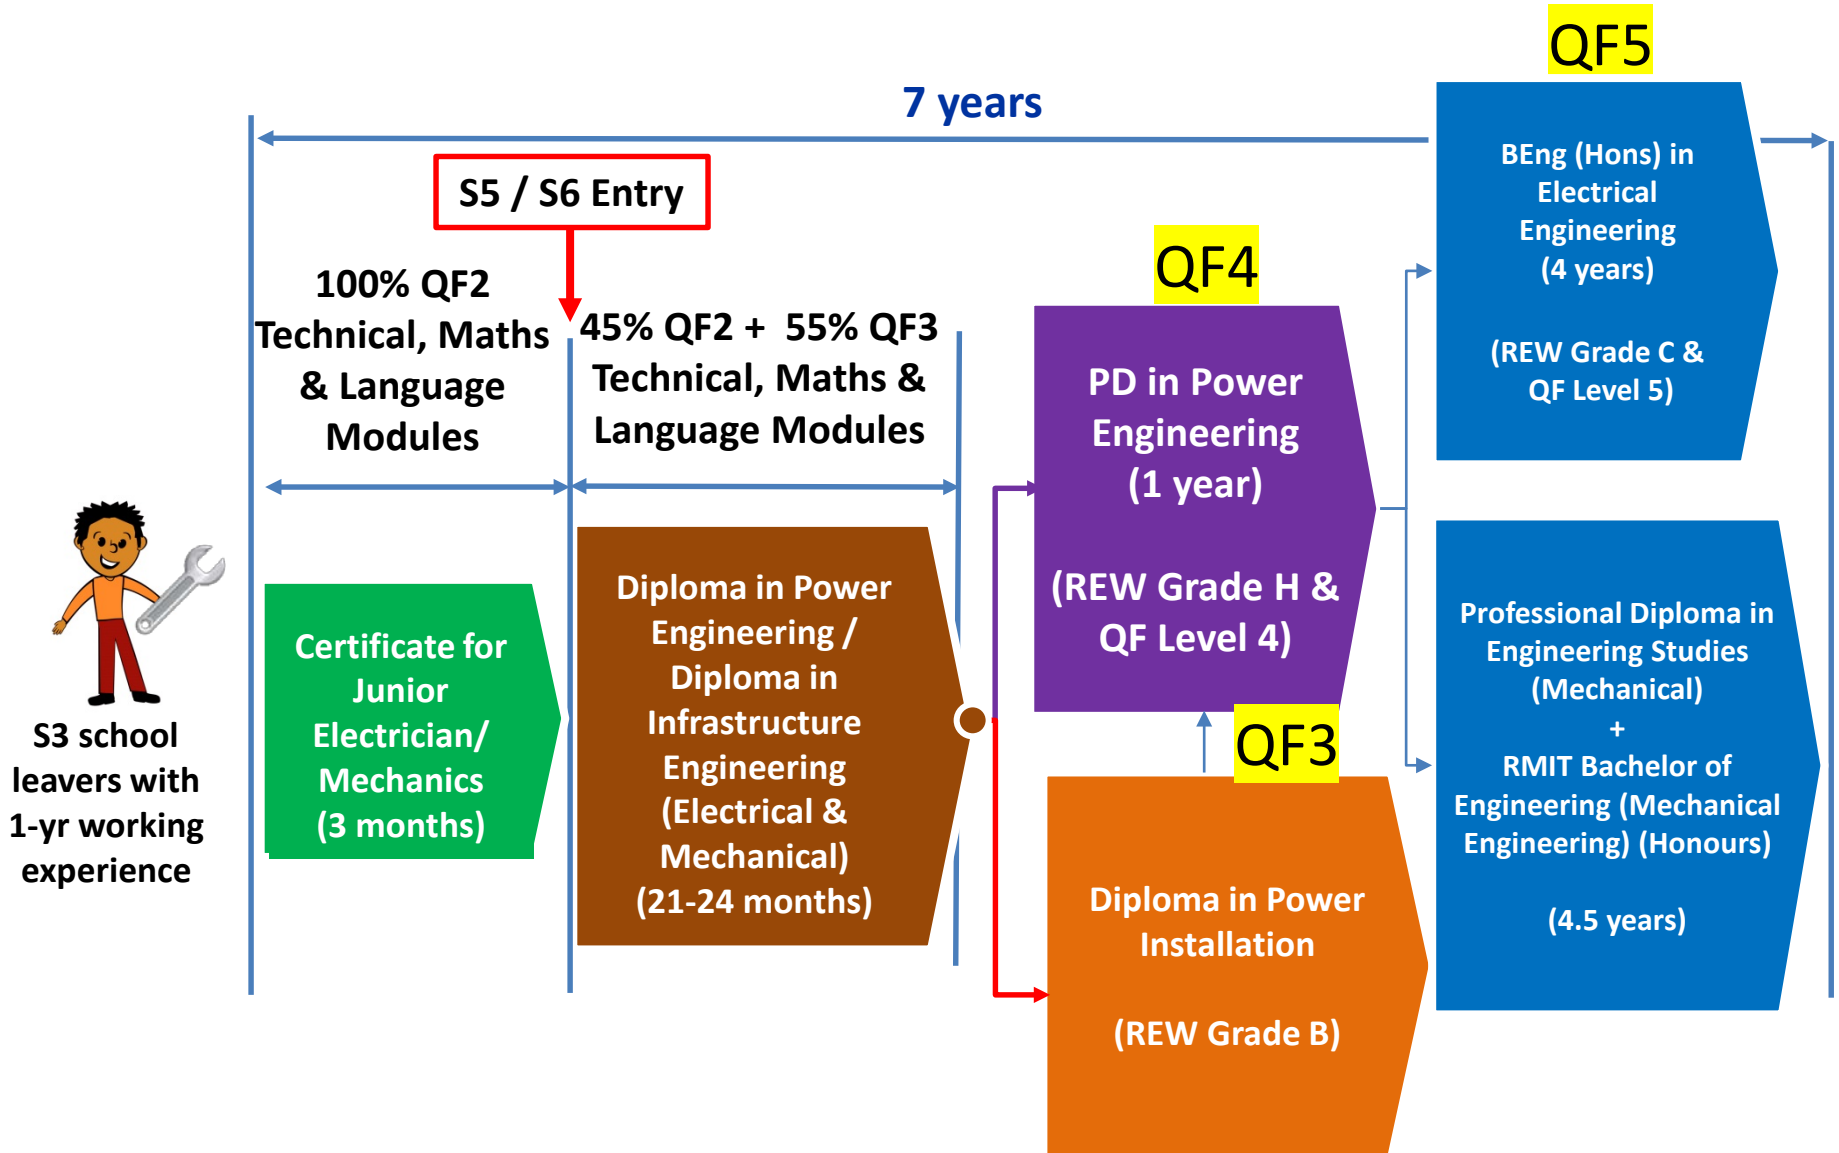 QF5
7 years
S5 / S6 Entry
100% QF2
Technical, Maths
& Language
Modules
45% QF2 +  55% QF3
Technical, Maths &
Language Modules
S3 school
leavers with
1-yr working
experience
Certificate for
Junior
Electrician/
Mechanics
(3 months)
Diploma in Power
Engineering /
Diploma in
Infrastructure
Engineering
(Electrical &
Mechanical)
(21-24 months)
QF4
PD in Power
Engineering
(1 year)
(REW Grade H &
QF Level 4)
QF3
Diploma in Power
Installation
(REW Grade B)
BEng (Hons) in
Electrical
Engineering
(4 years)
(REW Grade C &
QF Level 5)
Professional Diploma in
Engineering Studies
(Mechanical)
+
RMIT Bachelor of
Engineering (Mechanical
Engineering) (Honours)
(4.5 years)